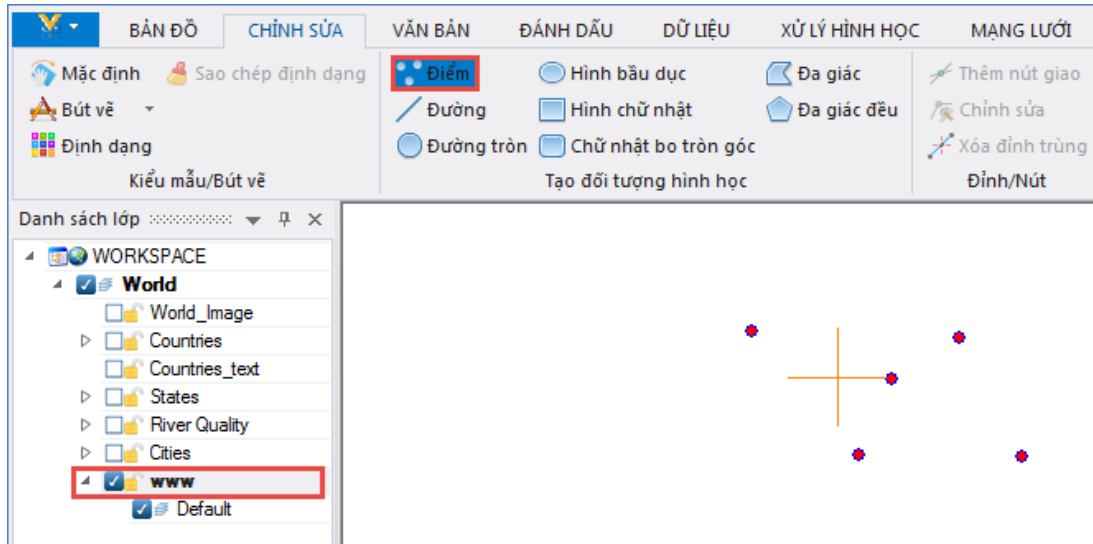 BẢN ĐỒ CHỈNH SỬA VĂN BẢN ĐÁNH DẤU DỮ LIỆU XỬ LÝ HÌNH HỌC MẠNG LƯỚI
Mặc định Sao chép định dạng Điểm Hình bầu dục Đa giác Thêm nút giao
Bút vẽ Đường Hình chữ nhật Đa giác đều Chỉnh sửa
Định dạng Đường tròn Chữ nhật bo tròn góc Xóa đỉnh trùng
Kiểu mẫu/Bút vẽ Tạo đối tượng hình học Đỉnh/Nút
Danh sách lớp
WORKSPACE
World
World_Image
Countries
Countries_text
States
River Quality
Cities
www
Default